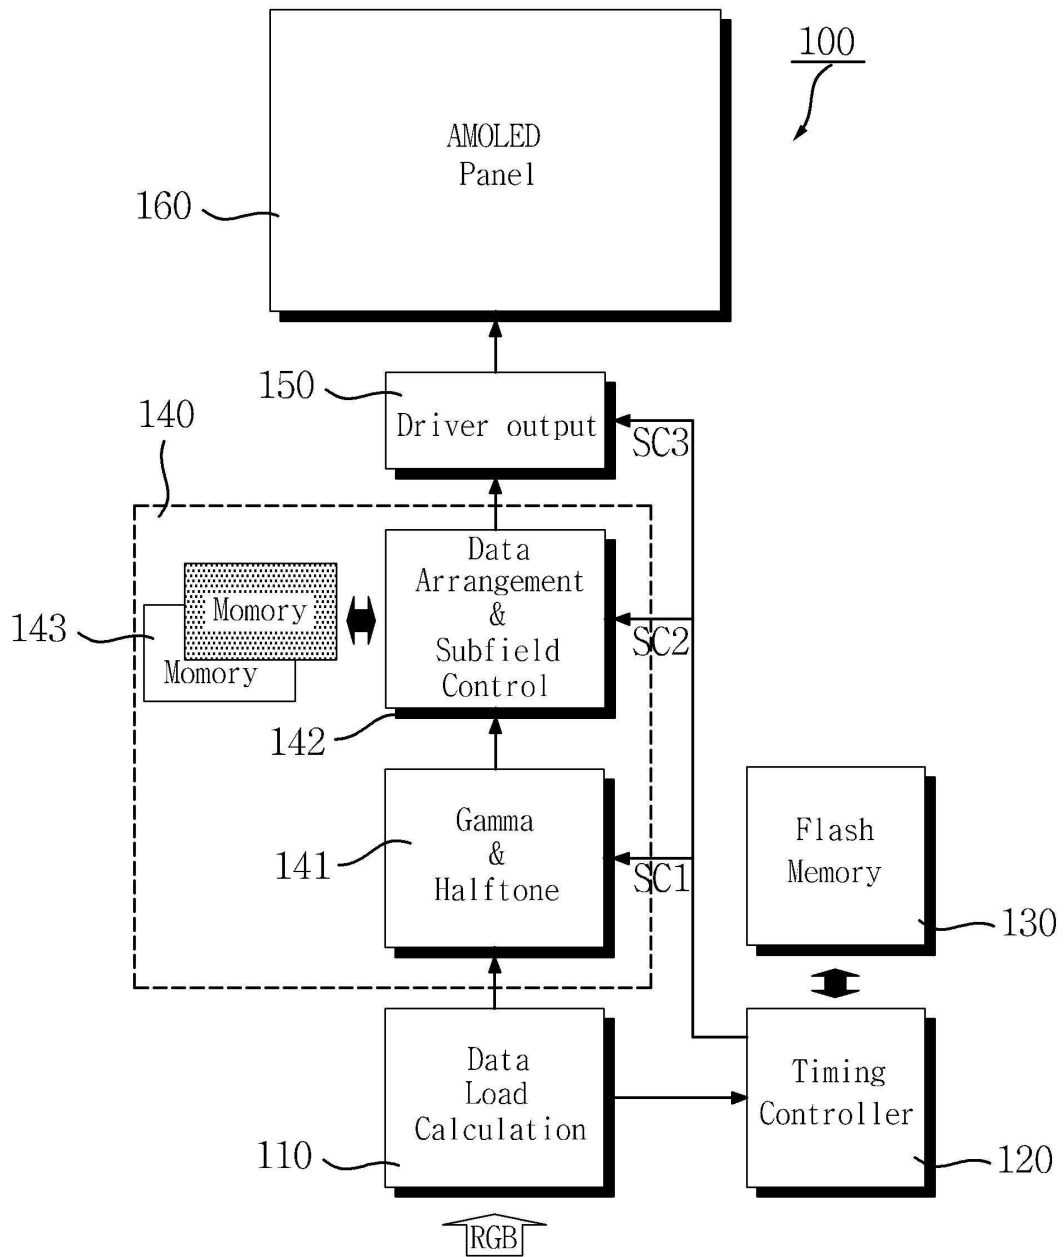 100
AMOLED
Panel
160
150
Driver output
140
SC3
Data
Arrangement
&
Subfield
Control
Momory
143
Momory
SC2
142
Gamma
&
Halftone
141
SC1
Flash
Memory
130
Data
Load
Calculation
110
Timing
Controller
120
RGB